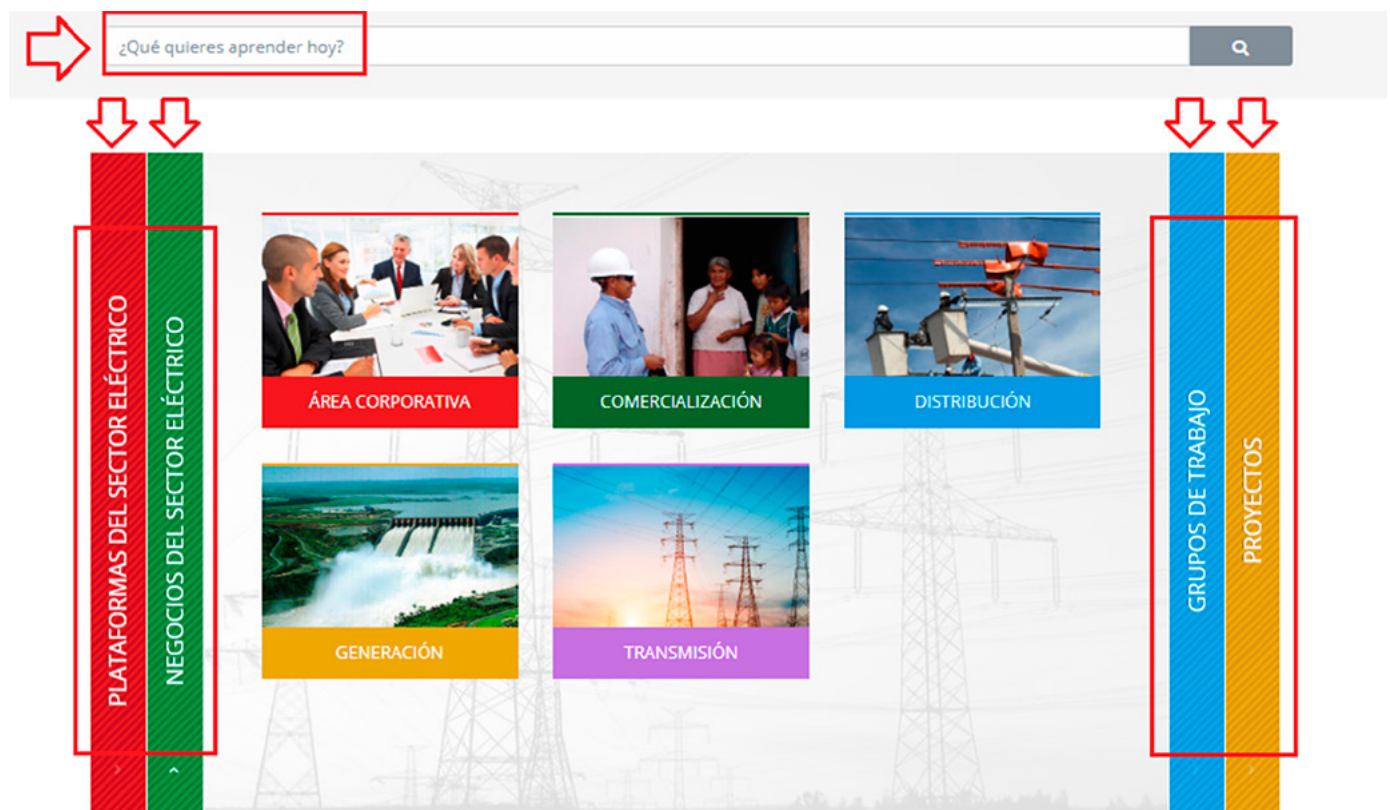 ¿Qué quieres aprender hoy?
PLATAFORMAS DEL SECTOR ELÉCTRICO
NEGOCIOS DEL SECTOR ELÉCTRICO
ÁREA CORPORATIVA
COMERCIALIZACIÓN
DISTRIBUCIÓN
GENERACIÓN
TRANSMISIÓN
GRUPOS DE TRABAJO
PROYECTOS